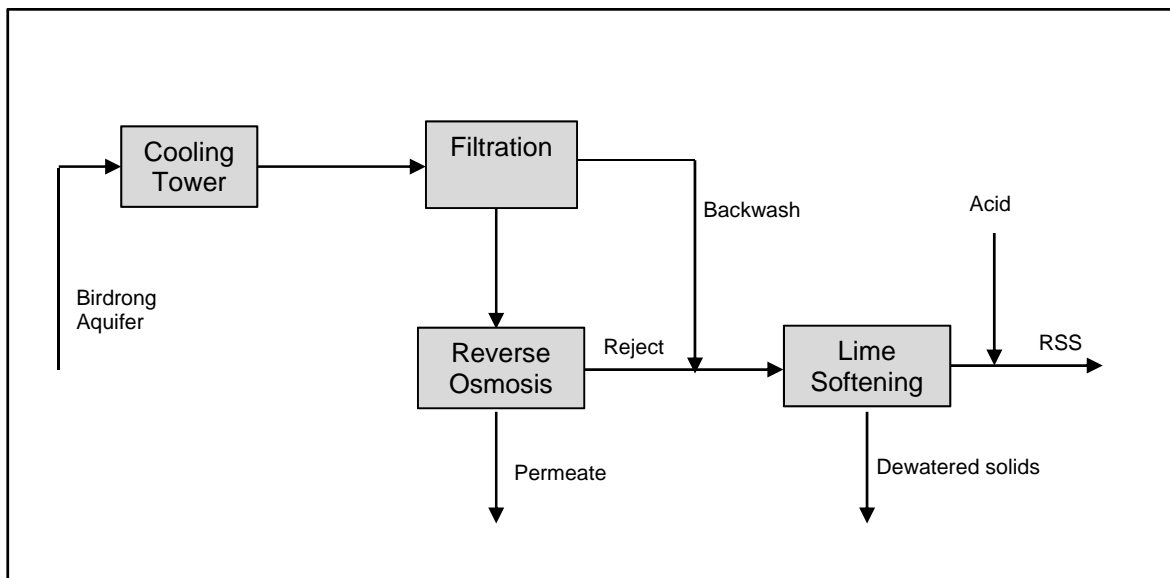 Cooling
Tower
Filtration
Backwash
Acid
Birdrong
Aquifer
Reverse
Osmosis
Reject
Lime
Softening
RSS
Permeate
Dewatered solids